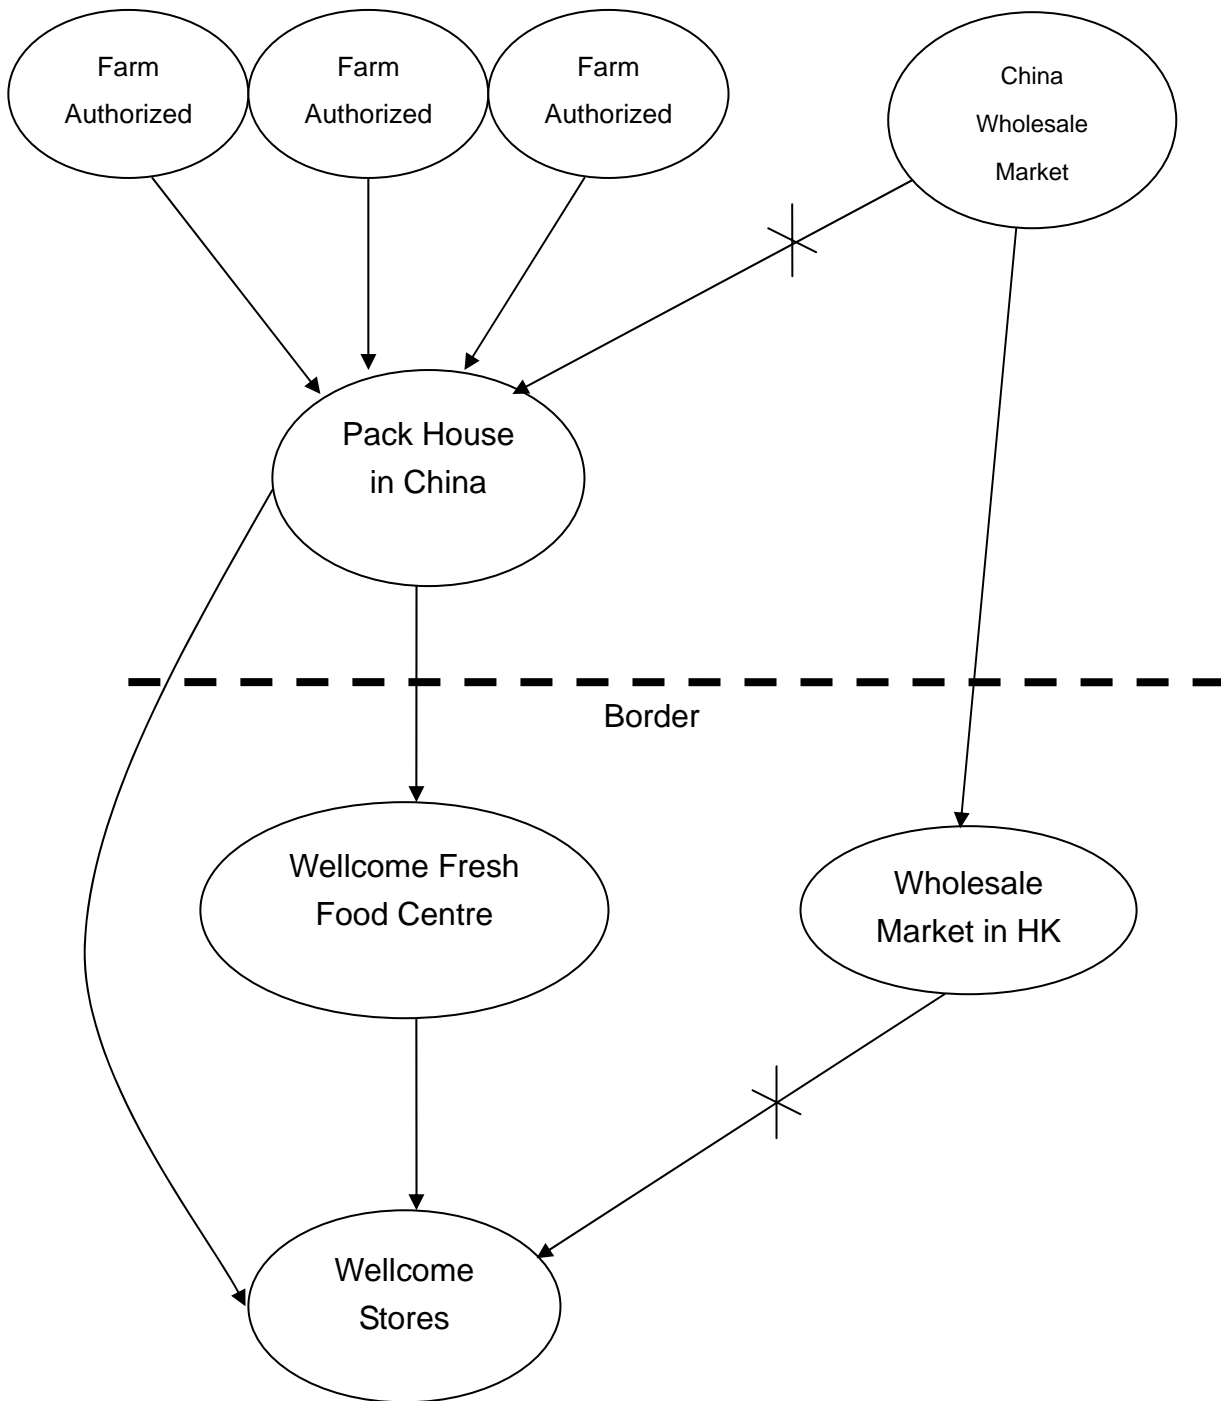 Farm
Authorized
Farm
Authorized
Farm
Authorized
China
Wholesale
Market
Pack House
in China
Border
Wellcome Fresh
Food Centre
Wholesale
Market in HK
Wellcome
Stores